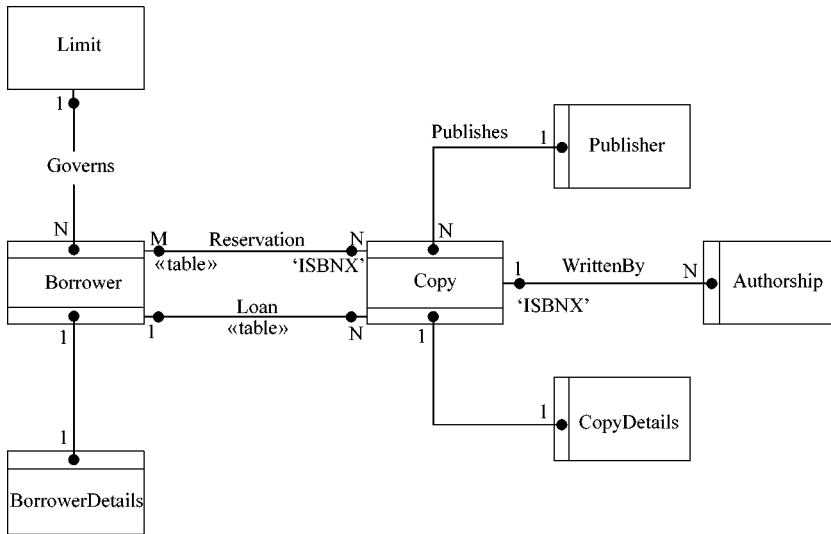 Limit
1
Governs
N
Borrower
M
Reservation
N
«table»
‘ISBNX’
Loan
1
«table»
N
1
1
BorrowerDetails
Publishes
1
Publisher
N
Copy
1
WrittenBy
N
‘ISBNX’
Authorship
1
1
CopyDetails